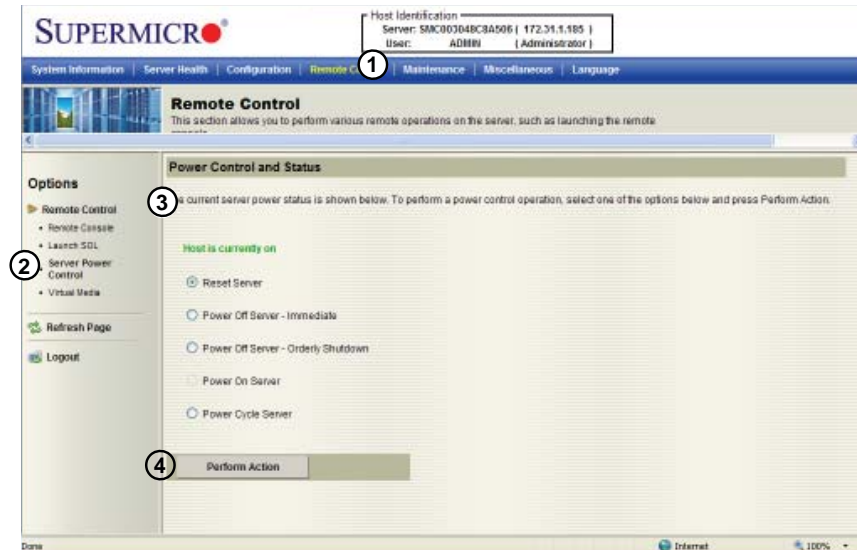 SUPERMICR®
Host Identification
Server: SMC003048C8A506 ( 172.31.1.185 )
User: ADMIN ( Administrator )
System Information | Server Health | Configuration | Remote | Maintenance | Miscellaneous | Language
1
Remote Control
This section allows you to perform various remote operations on the server, such as launching the remote
Options
Remote Control
Remote Console
Launch SOL
2
Server Power
Control
Virtual Media
Refresh Page
Logout
Power Control and Status
3
current server power status is shown below. To perform a power control operation, select one of the options below and press Perform Action.
Host is currently on
Reset Server
Power Off Server - Immediate
Power Off Server - Orderly Shutdown
Power On Server
Power Cycle Server
4
Perform Action
Done
Internet
100%